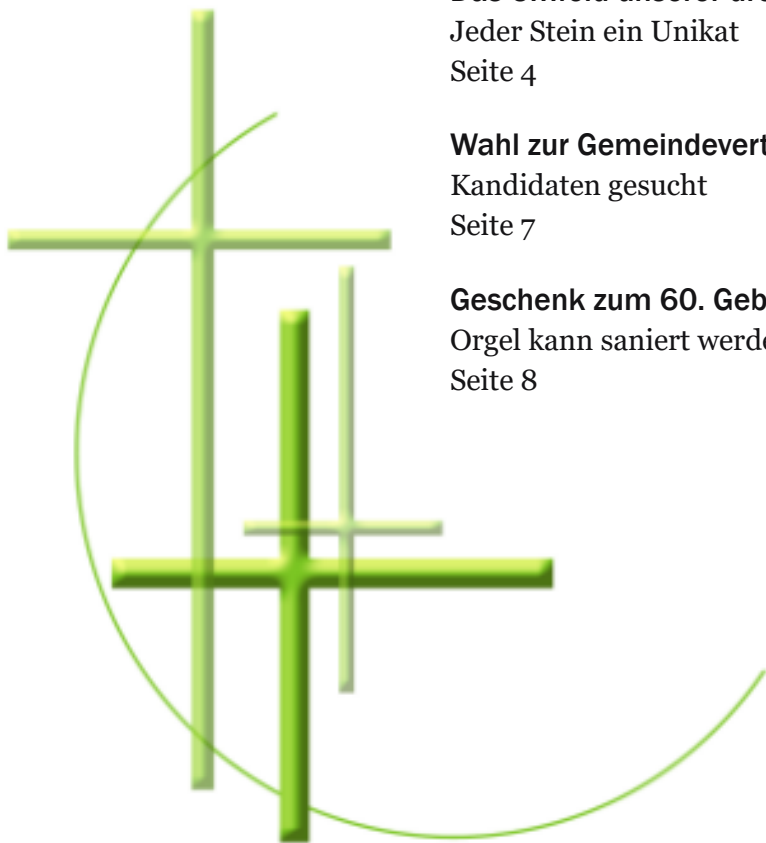 Jeder Stein ein Unikat
Seite 4
Wahl zur
Kandidaten gesucht
Seite 7
Geschenk zum 60.
Orgel kann saniert
Seite 8